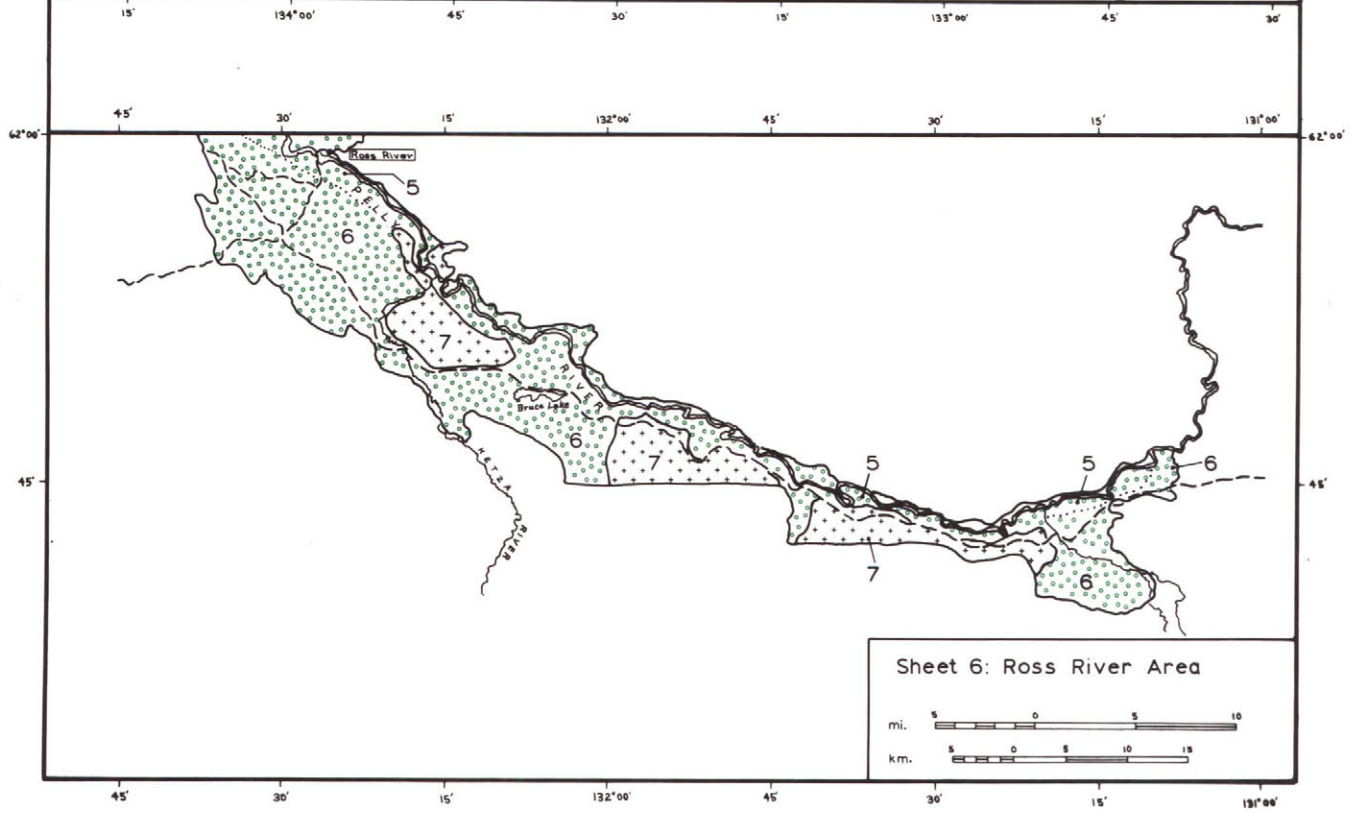 15' 134°00' 45' 30' 15' 133°00' 45' 30'
45' 30' 15' 132°00' 45' 30' 15' 131°00'
62°00' 62°00'
Ross River
5
PELLY
6
7
RIVER
Bruce Lake
6
7
KETZA
RIVER
5
5
6
45' 45'
7
6
Sheet 6: Ross River Area
mi. 5 0 5 10
km. 5 0 5 10 15
45' 30' 15' 132°00' 45' 30' 15' 131°00'